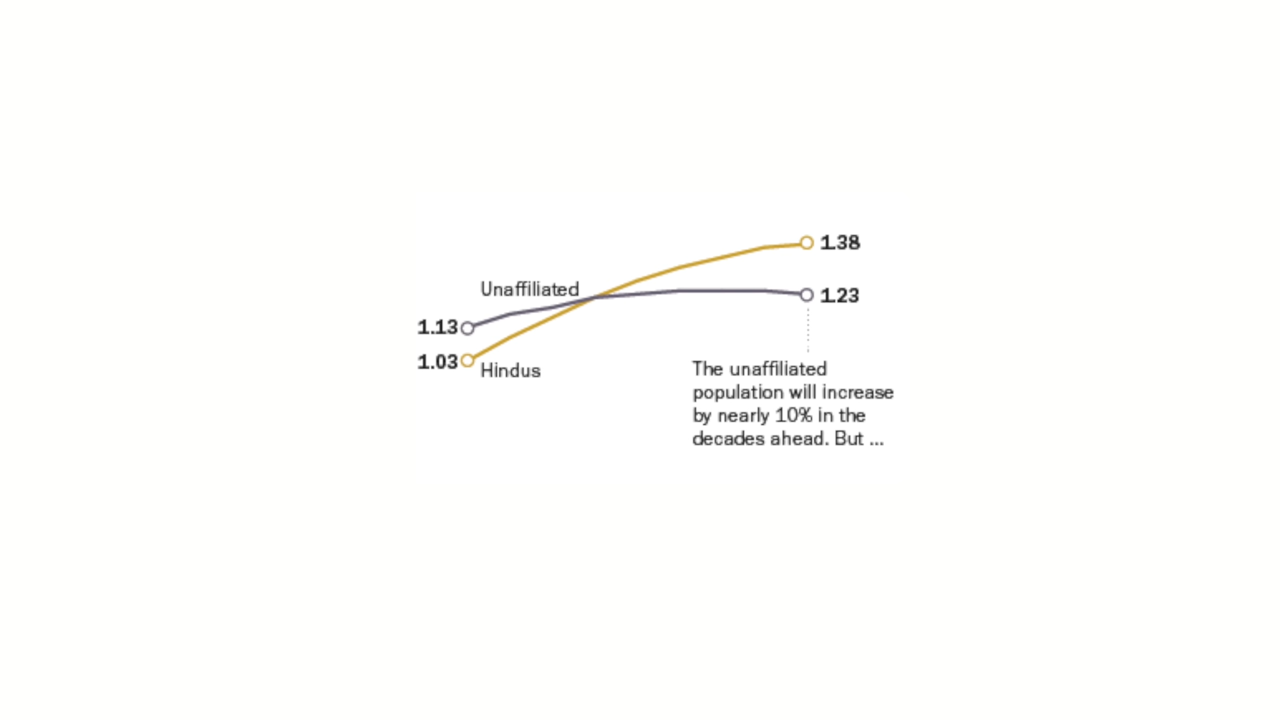 1.38
Unaffiliated
1.23
1.13
1.03
Hindus
The unaffiliated
population will increase
by nearly 10% in the
decades ahead. But ...